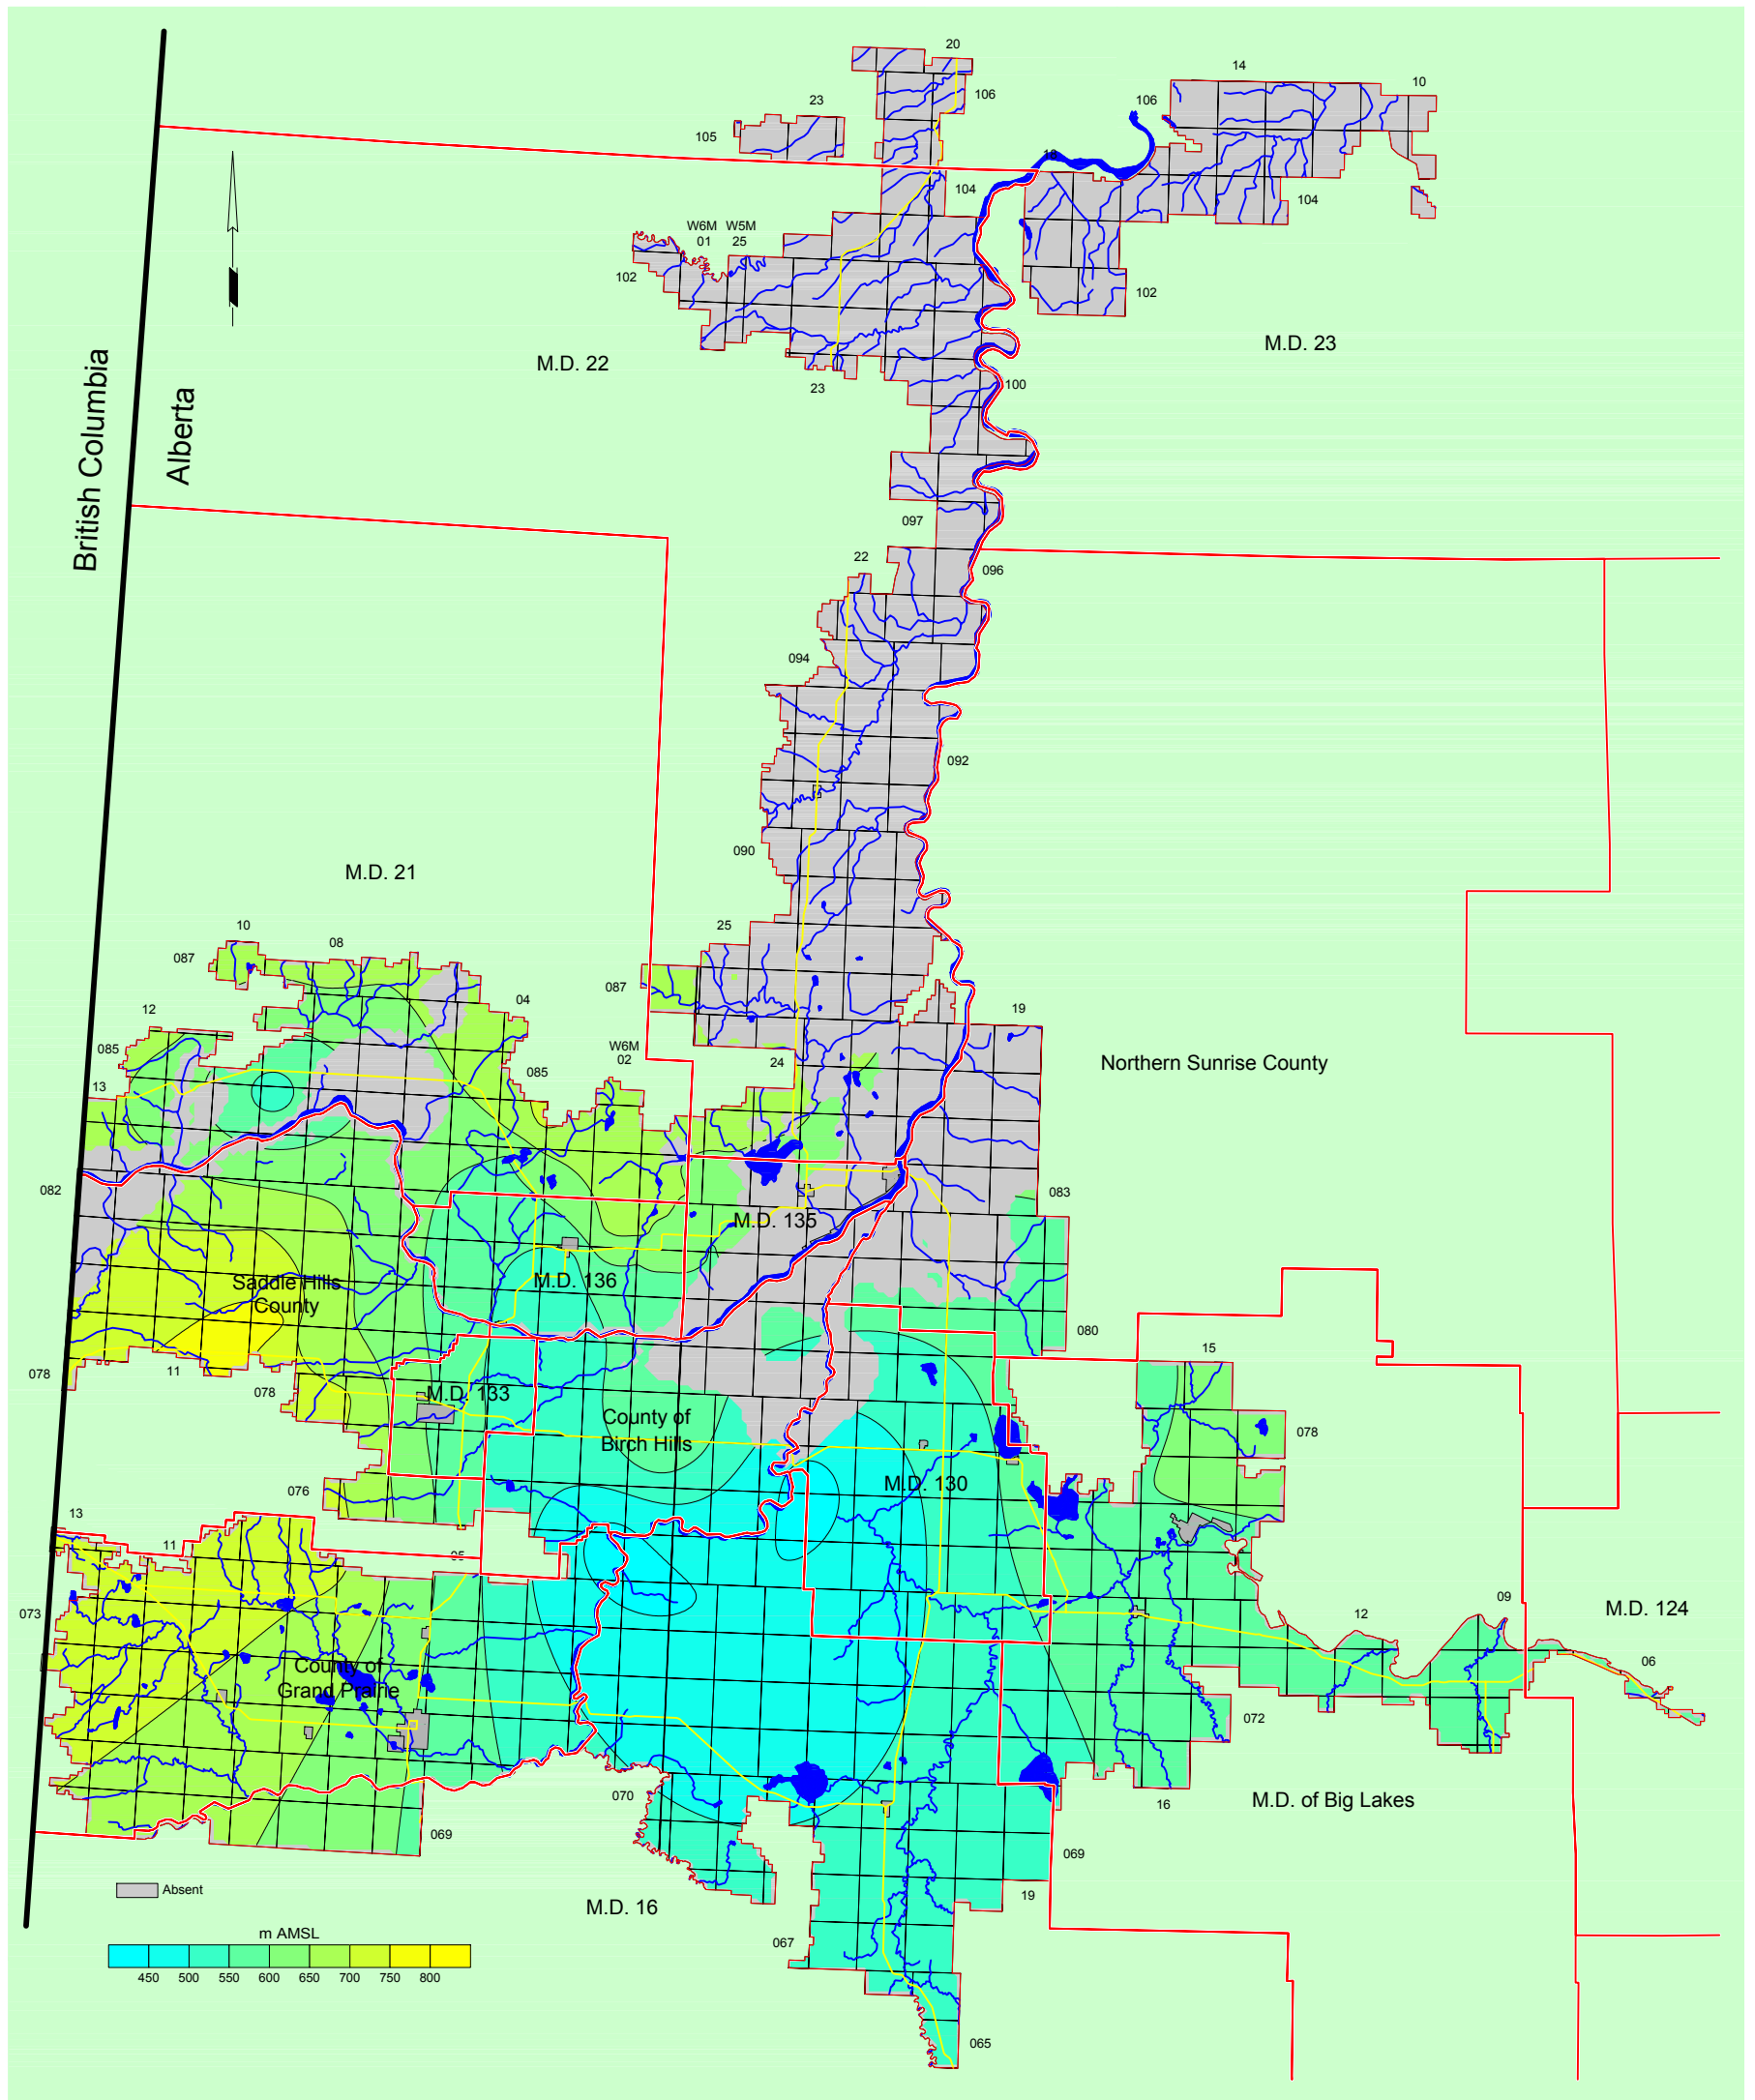 20
14
10
106
106
23
105
18
104
104
W6M W5M
01 25
102
102
M.D. 23
M.D. 22
23
100
British Columbia
Alberta
097
096
22
094
092
090
M.D. 21
25
10
08
087
087
04
19
12
085
W6M
02
24
085
13
Northern Sunrise County
082
083
M.D. 135
M.D. 136
Saddle Hills
County
080
15
078
11
078
M.D. 133
County of
Birch Hills
078
076
M.D. 130
13
11
073
12
09
M.D. 124
06
County of
Grand Prairie
072
070
16
M.D. of Big Lakes
069
069
Absent
19
M.D. 16
m AMSL
067
450 500 550 600 650 700 750 800
065